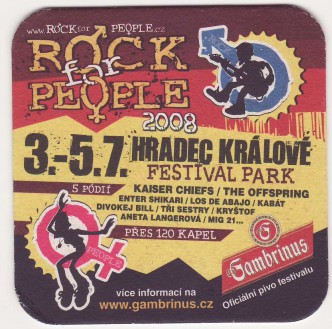 www.ROCKforPEOPLE.cz
ROCK
for
PEOPLE
2008
3.-5.7. HRADEC KRÁLOVÉ
FESTIVAL PARK
5 PÓDIÍ
KAISER CHIEFS / THE OFFSPRING
ENTER SHIKARI / LOS DE ABAJO / KABÁT
DIVOKEJ BILL / TŘI SESTRY / KRYŠTOF
ANETA LANGEROVÁ / MIG 21...
PŘES 120 KAPEL
PEOPLE
G
Gambrinus
Oficiální pivo festivalu
více informací na
www.gambrinus.cz